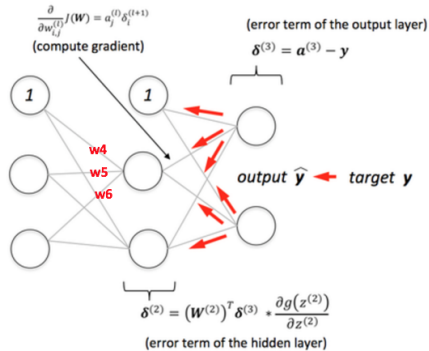 ∂/∂w_{i,j}^{(l)} J(W) = a_j^{(l)} δ_i^{(l+1)}
(compute gradient)
(error term of the output layer)
δ^{(3)} = a^{(3)} − y
1
1
w4
w5
w6
output ŷ ← target y
δ^{(2)} = (W^{(2)})^T δ^{(3)} * ∂g(z^{(2)})/∂z^{(2)}
(error term of the hidden layer)